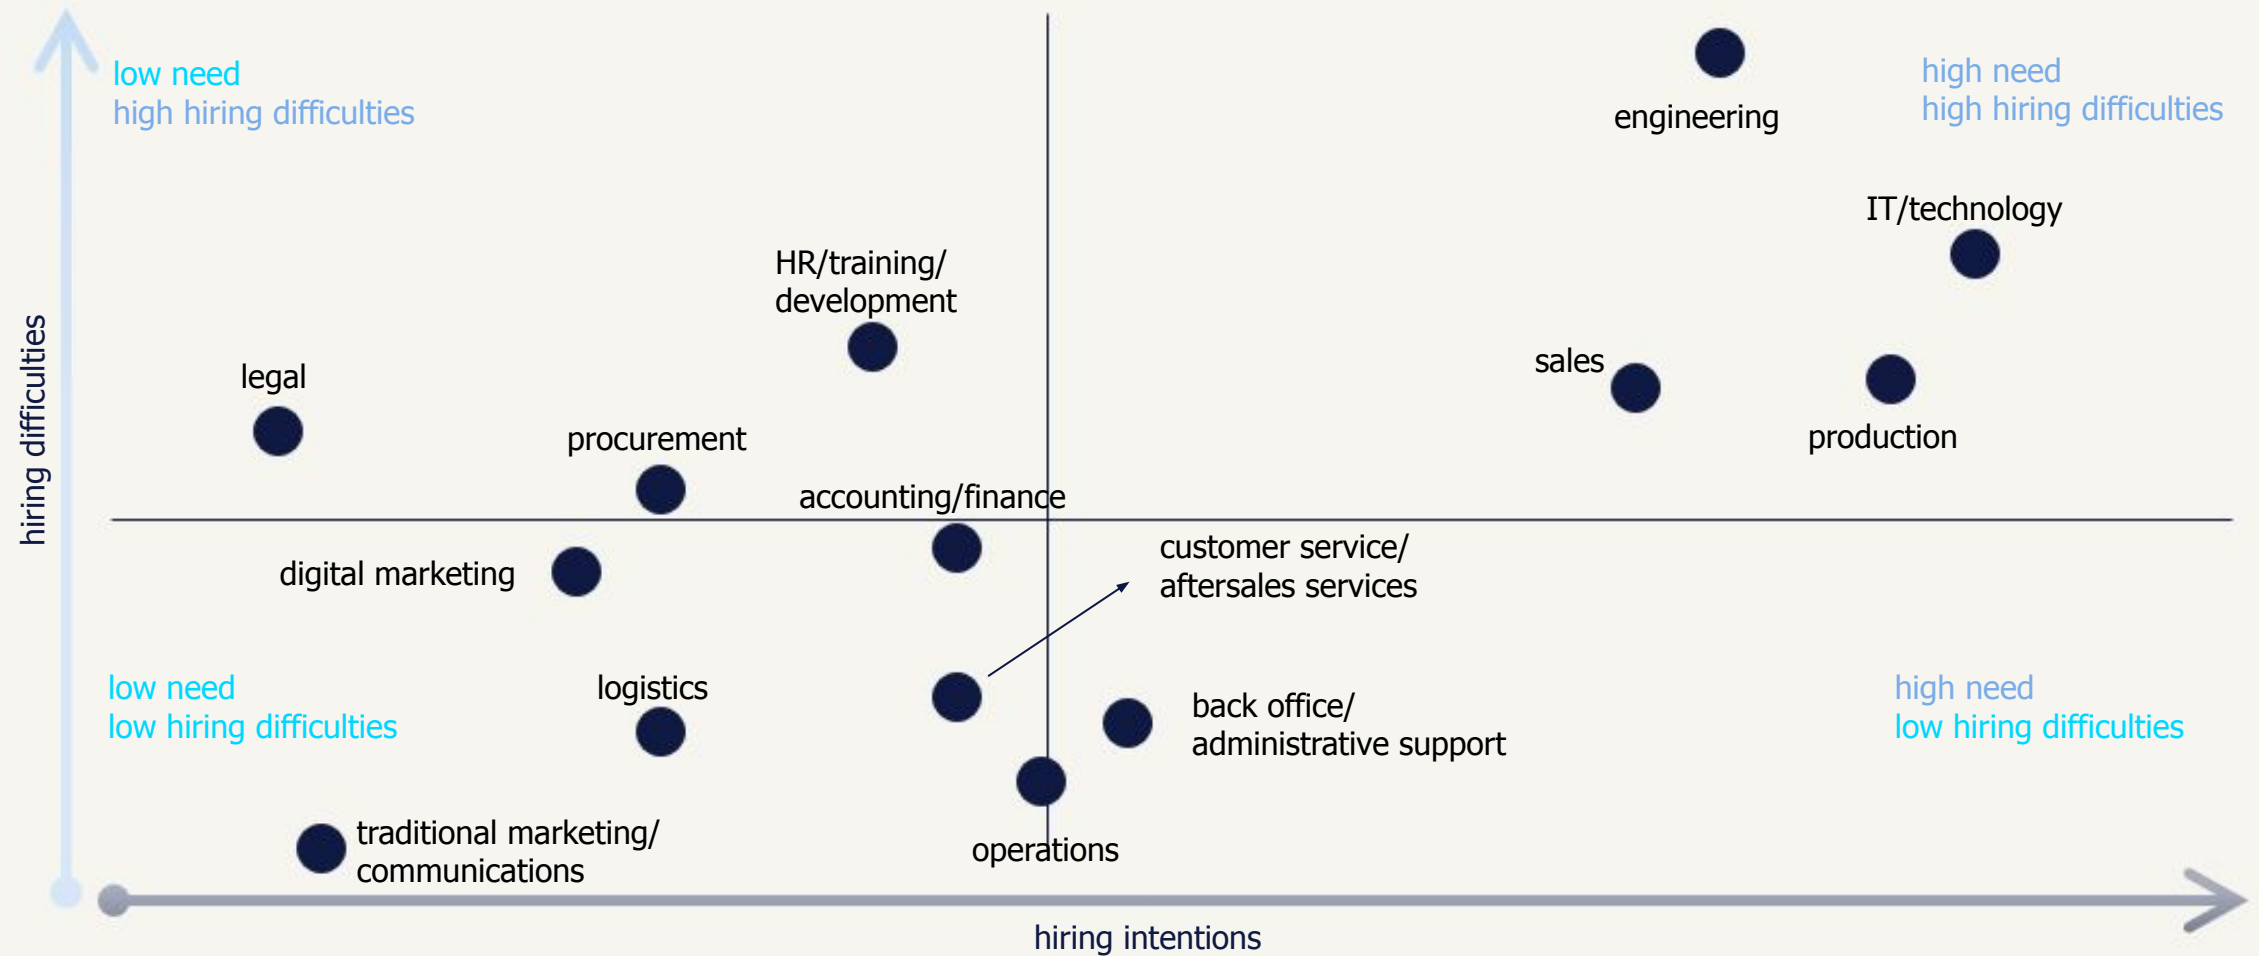 low need
high hiring difficulties
high need
high hiring difficulties
engineering
IT/technology
HR/training/
development
sales
legal
production
procurement
hiring difficulties
accounting/finance
customer service/
aftersales services
digital marketing
low need
low hiring difficulties
logistics
back office/
administrative support
high need
low hiring difficulties
traditional marketing/
communications
operations
hiring intentions